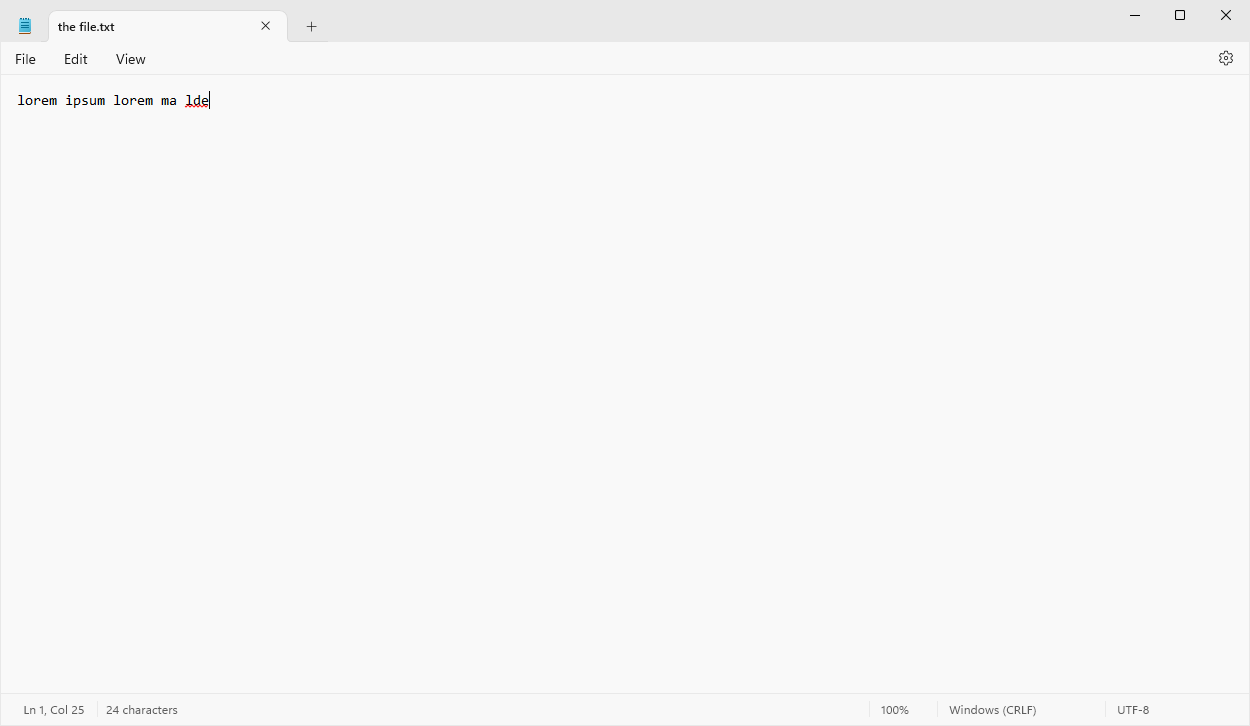 the file.txt
File Edit View
lorem ipsum lorem ma lde
Ln 1, Col 25 24 characters 100% Windows (CRLF) UTF-8